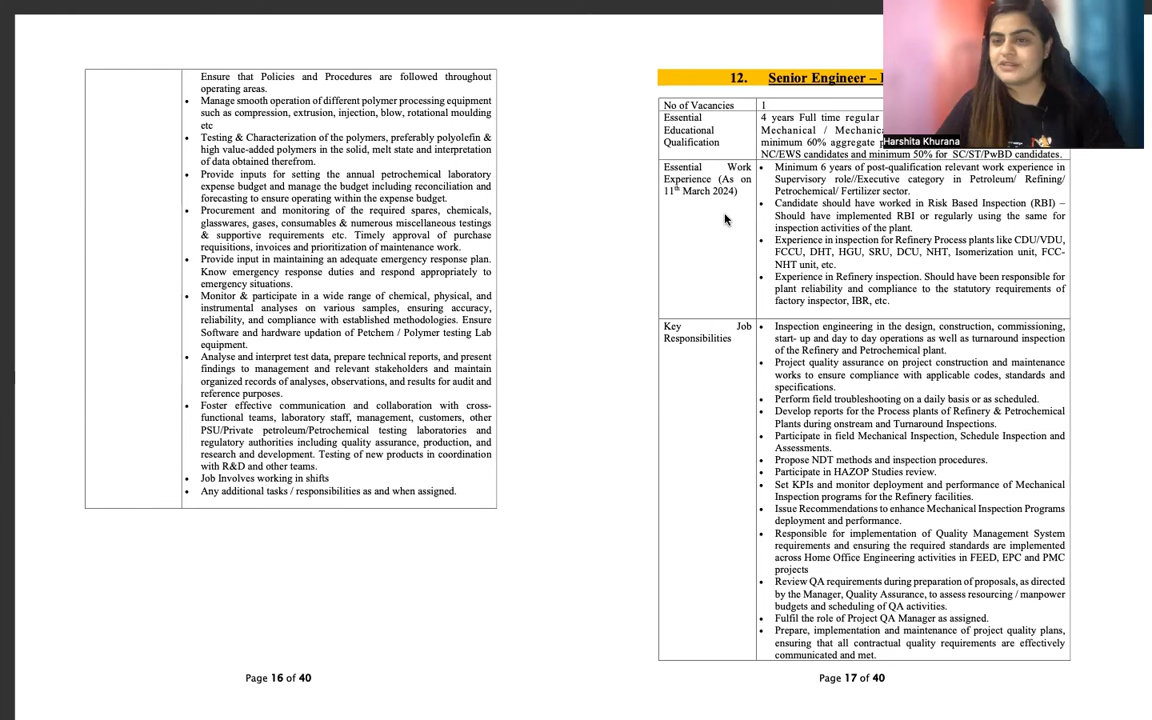 Ensure that Policies and Procedures are followed throughout
operating areas.
• Manage smooth operation of different polymer processing equipment
such as compression, extrusion, injection, blow, rotational moulding
etc
• Testing & Characterization of the polymers, preferably polyolefin &
high value-added polymers in the solid, melt state and interpretation
of data obtained therefrom.
• Provide inputs for setting the annual petrochemical laboratory
expense budget and manage the budget including reconciliation and
forecasting to ensure operating within the expense budget.
• Procurement and monitoring of the required spares, chemicals,
glasswares, gases, consumables & numerous miscellaneous testings
& supportive requirements etc. Timely approval of purchase
requisitions, invoices and prioritization of maintenance work.
• Provide input in maintaining an adequate emergency response plan.
Know emergency response duties and respond appropriately to
emergency situations.
• Monitor & participate in a wide range of chemical, physical, and
instrumental analyses on various samples, ensuring accuracy,
reliability, and compliance with established methodologies. Ensure
Software and hardware updation of Petchem / Polymer testing Lab
equipment.
• Analyse and interpret test data, prepare technical reports, and present
findings to management and relevant stakeholders and maintain
organized records of analyses, observations, and results for audit and
reference purposes.
• Foster effective communication and collaboration with cross-
functional teams, laboratory staff, management, customers, other
PSU/Private petroleum/Petrochemical testing laboratories and
regulatory authorities including quality assurance, production, and
research and development. Testing of new products in coordination
with R&D and other teams.
• Job Involves working in shifts
• Any additional tasks / responsibilities as and when assigned.
Page 16 of 40
12. Senior Engineer –
No of Vacancies 1
Essential Educational Qualification
4 years Full time regular
Mechanical / Mechanic
minimum 60% aggregate
NC/EWS candidates and minimum 50% for SC/ST/PwBD candidates.
Harshita Khurana
Essential Work
Experience (As on
11th March 2024)
• Minimum 6 years of post-qualification relevant work experience in
Supervisory role//Executive category in Petroleum/ Refining/
Petrochemical/ Fertilizer sector.
• Candidate should have worked in Risk Based Inspection (RBI) –
Should have implemented RBI or regularly using the same for
inspection activities of the plant.
• Experience in inspection for Refinery Process plants like CDU/VDU,
FCCU, DHT, HGU, SRU, DCU, NHT, Isomerization unit, FCC-
NHT unit, etc.
• Experience in Refinery inspection. Should have been responsible for
plant reliability and compliance to the statutory requirements of
factory inspector, IBR, etc.
Key Job
Responsibilities
• Inspection engineering in the design, construction, commissioning,
start- up and day to day operations as well as turnaround inspection
of the Refinery and Petrochemical plant.
• Project quality assurance on project construction and maintenance
works to ensure compliance with applicable codes, standards and
specifications.
• Perform field troubleshooting on a daily basis or as scheduled.
• Develop reports for the Process plants of Refinery & Petrochemical
Plants during onstream and Turnaround Inspections.
• Participate in field Mechanical Inspection, Schedule Inspection and
Assessments.
• Propose NDT methods and inspection procedures.
• Participate in HAZOP Studies review.
• Set KPIs and monitor deployment and performance of Mechanical
Inspection programs for the Refinery facilities.
• Issue Recommendations to enhance Mechanical Inspection Programs
deployment and performance.
• Responsible for implementation of Quality Management System
requirements and ensuring the required standards are implemented
across Home Office Engineering activities in FEED, EPC and PMC
projects
• Review QA requirements during preparation of proposals, as directed
by the Manager, Quality Assurance, to assess resourcing / manpower
budgets and scheduling of QA activities.
• Fulfil the role of Project QA Manager as assigned.
• Prepare, implementation and maintenance of project quality plans,
ensuring that all contractual quality requirements are effectively
communicated and met.
Page 17 of 40